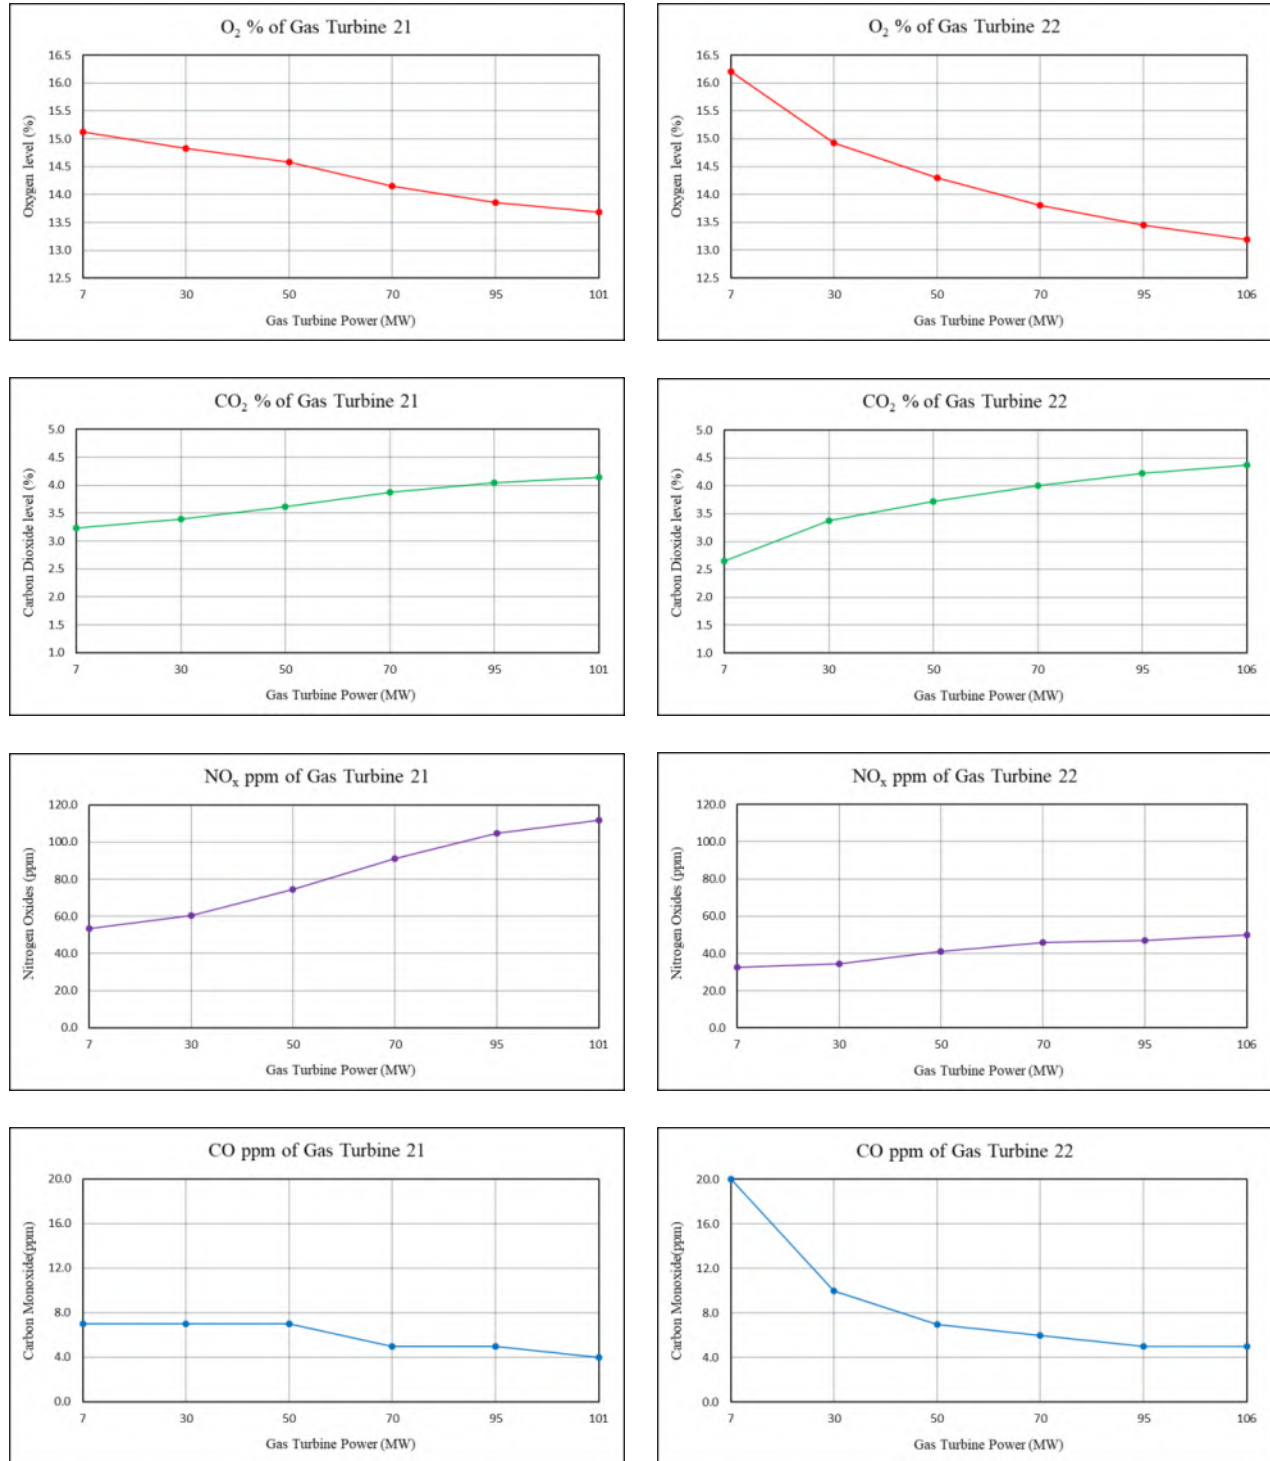 O₂ % of Gas Turbine 21
16.5
16.0
15.5
15.0
14.5
14.0
13.5
13.0
12.5
Oxygen level (%)
7 30 50 70 95 101
Gas Turbine Power (MW)
O₂ % of Gas Turbine 22
16.5
16.0
15.5
15.0
14.5
14.0
13.5
13.0
12.5
Oxygen level (%)
7 30 50 70 95 106
Gas Turbine Power (MW)
CO₂ % of Gas Turbine 21
5.0
4.5
4.0
3.5
3.0
2.5
2.0
1.5
1.0
Carbon Dioxide level (%)
7 30 50 70 95 101
Gas Turbine Power (MW)
CO₂ % of Gas Turbine 22
5.0
4.5
4.0
3.5
3.0
2.5
2.0
1.5
1.0
Carbon Dioxide level (%)
7 30 50 70 95 106
Gas Turbine Power (MW)
NOₓ ppm of Gas Turbine 21
120.0
100.0
80.0
60.0
40.0
20.0
0.0
Nitrogen Oxides (ppm)
7 30 50 70 95 101
Gas Turbine Power (MW)
NOₓ ppm of Gas Turbine 22
120.0
100.0
80.0
60.0
40.0
20.0
0.0
Nitrogen Oxides (ppm)
7 30 50 70 95 106
Gas Turbine Power (MW)
CO ppm of Gas Turbine 21
20.0
16.0
12.0
8.0
4.0
0.0
Carbon Monoxide(ppm)
7 30 50 70 95 101
Gas Turbine Power (MW)
CO ppm of Gas Turbine 22
20.0
16.0
12.0
8.0
4.0
0.0
Carbon Monoxide(ppm)
7 30 50 70 95 106
Gas Turbine Power (MW)